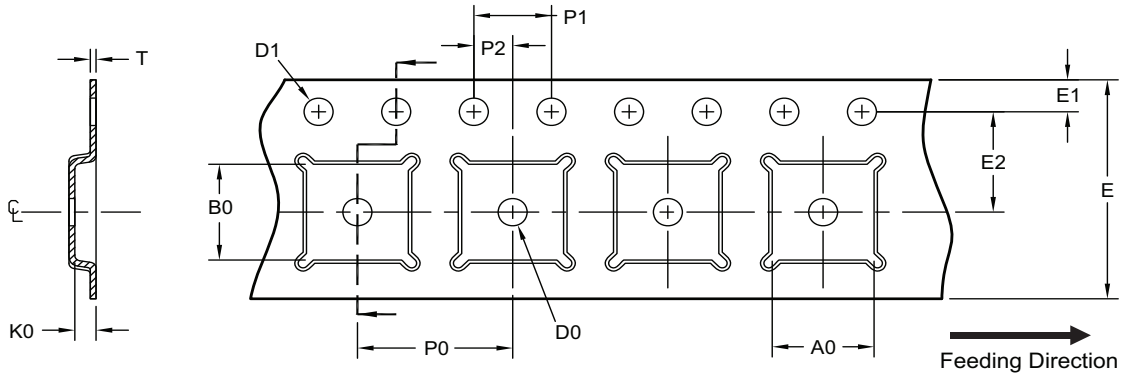 P1
T
D1
P2
E1
E2
B0
E
℄
K0
D0
P0
A0
Feeding Direction